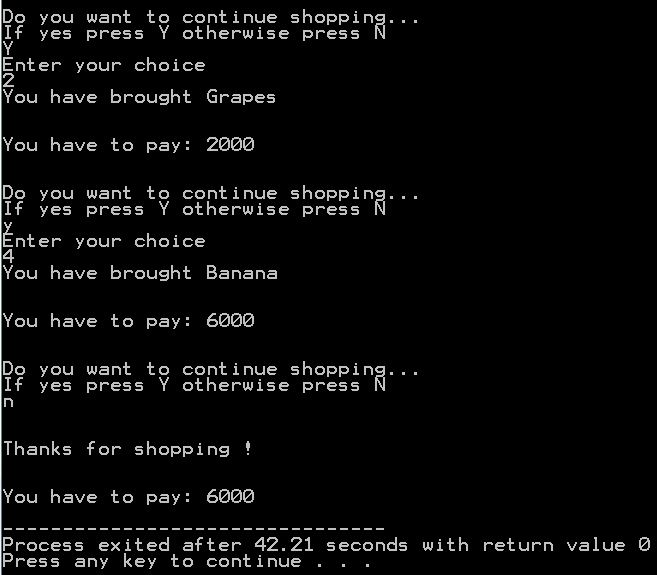 Do you want to continue shopping...
If yes press Y otherwise press N
Y
Enter your choice
2
You have brought Grapes
You have to pay: 2000
Do you want to continue shopping...
If yes press Y otherwise press N
y
Enter your choice
4
You have brought Banana
You have to pay: 6000
Do you want to continue shopping...
If yes press Y otherwise press N
n
Thanks for shopping !
You have to pay: 6000
--------------------------------
Process exited after 42.21 seconds with return value 0
Press any key to continue . . .